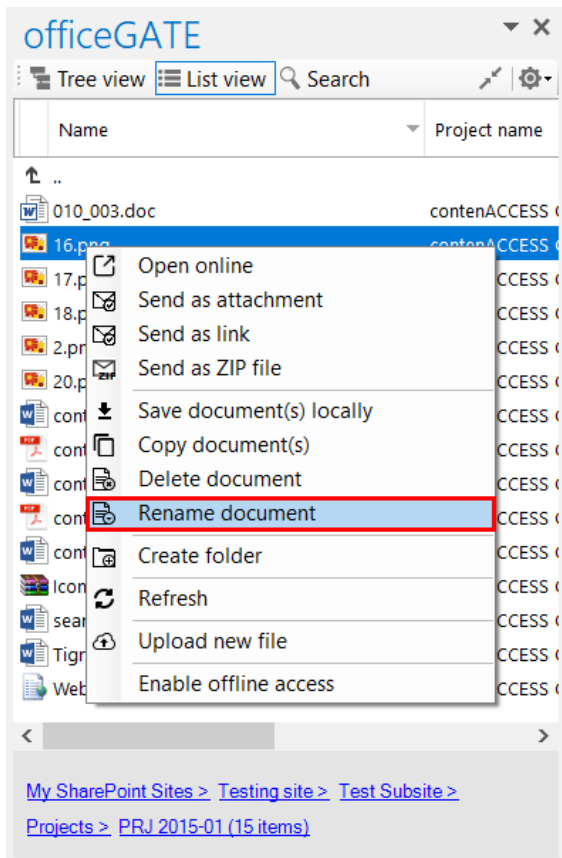 officeGATE
Tree view List view Search
Name Project name
..
010_003.doc contenACCESS
16.png contenACCESS
Open online
Send as attachment
Send as link
Send as ZIP file
Save document(s) locally
Copy document(s)
Delete document
Rename document
Create folder
Refresh
Upload new file
Enable offline access
My SharePoint Sites > Testing site > Test Subsite >
Projects > PRJ 2015-01 (15 items)